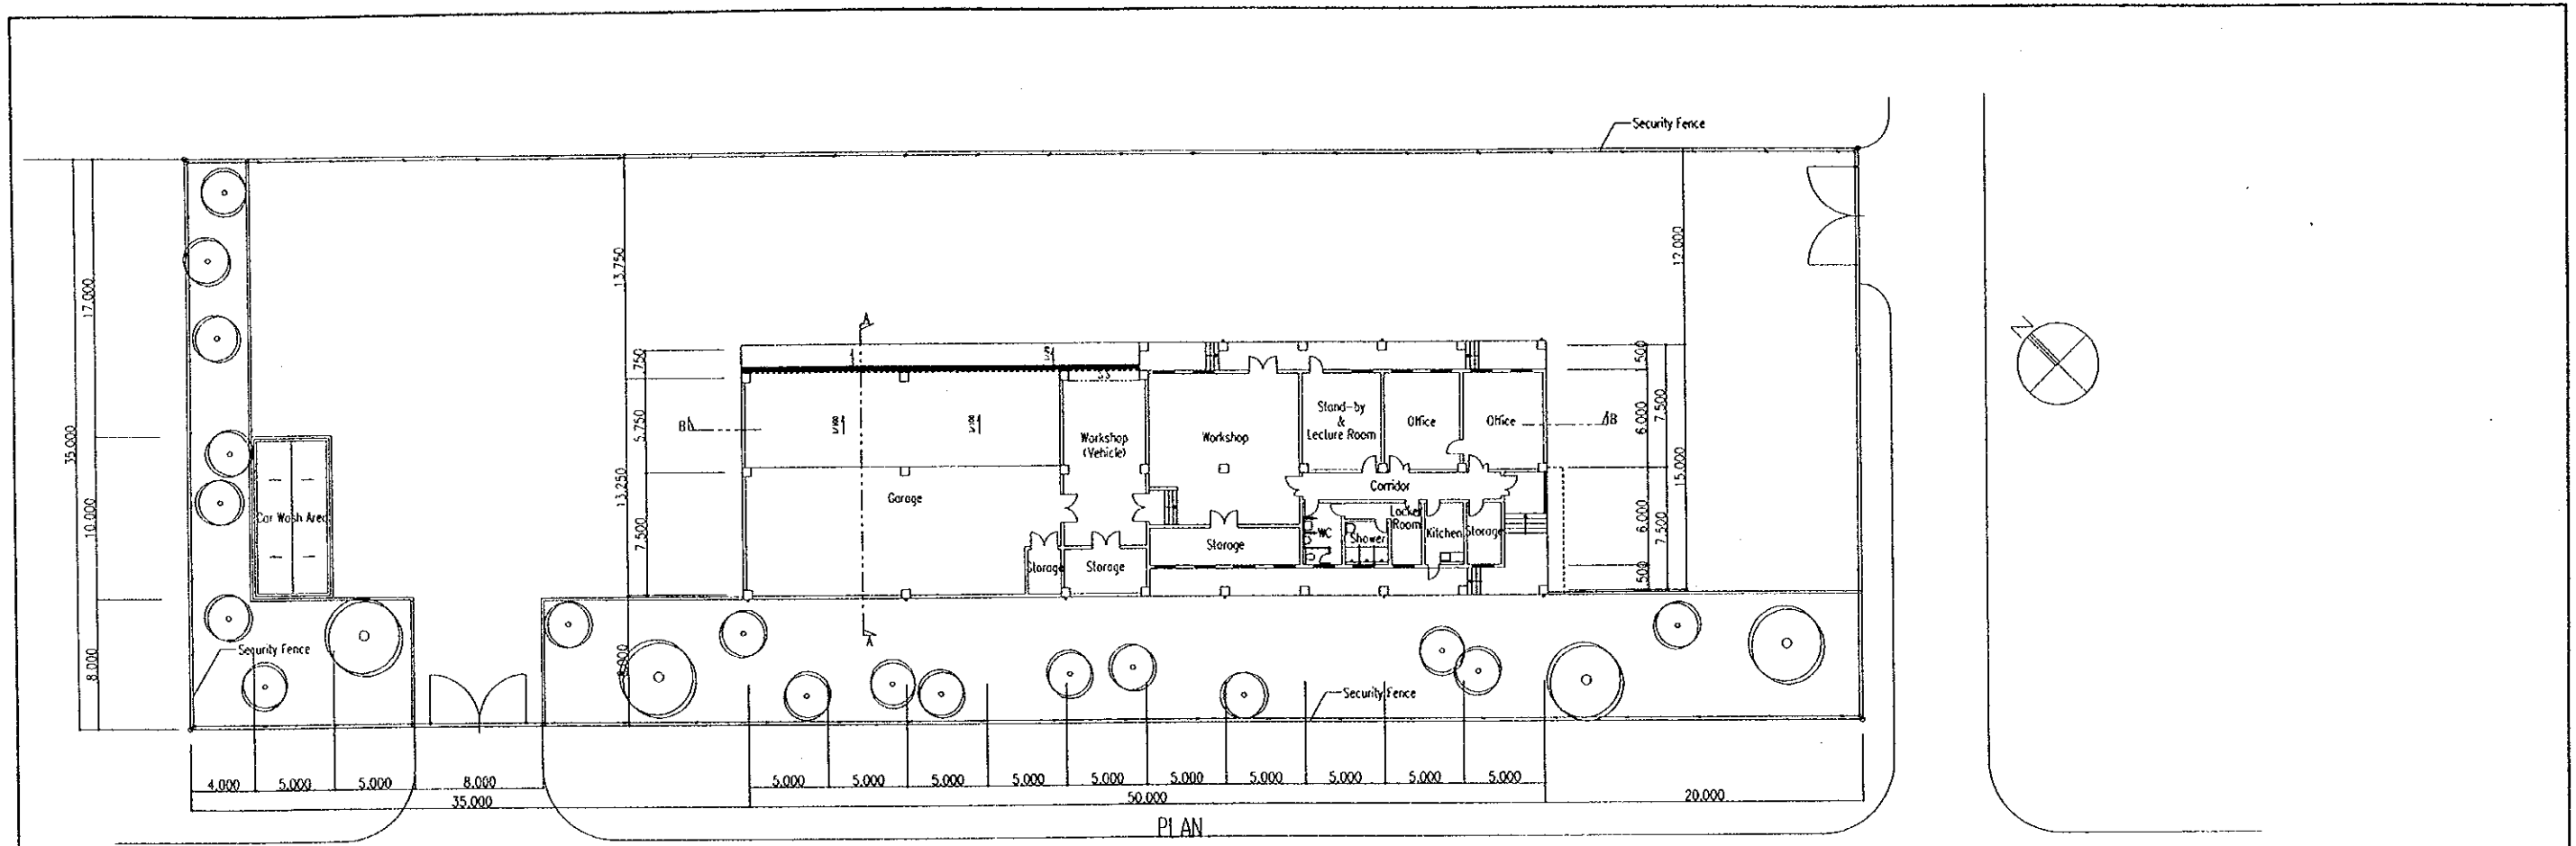 Security Fence
N
35.000
17.000
10.000
8.000
13.750
13.250
5.750
7.500
12.000
15.000
6.000
7.500
6.000
7.500
A
A
B
B
SS
Garage
Workshop
(Vehicle)
Workshop
Stand-by
&
Lecture Room
Office
Office
Corridor
Storage
Storage
Storage
WC
Shower
Locker
Room
Kitchen
Storage
Car Wash Area
Security Fence
Security Fence
4.000
5.000
5.000
8.000
5.000
5.000
5.000
5.000
5.000
5.000
5.000
5.000
5.000
5.000
35.000
50.000
20.000
PLAN